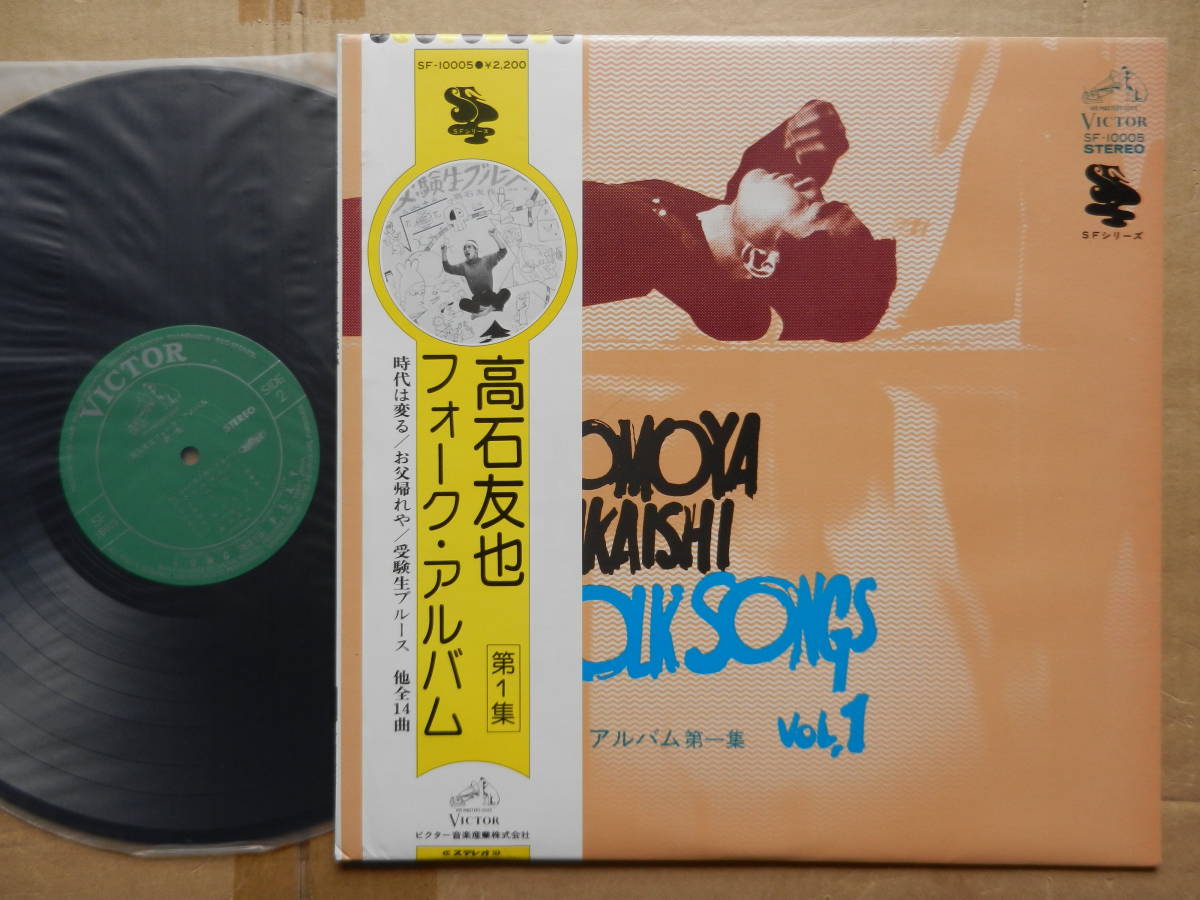 VICTOR
SIDE
2
STEREO
SF-10005●¥2,200
SFシリーズ
受験生ブルース
高石友也
フォーク・アルバム
第1集
時代は変る/お父帰れや/受験生ブルース 他全14曲
VICTOR
ビクター音楽産業株式会社
ステレオ
VICTOR
SF-10005
STEREO
SFシリーズ
OMOYA
KAISHI
OLK SONGS
VOL, 1
アルバム第一集